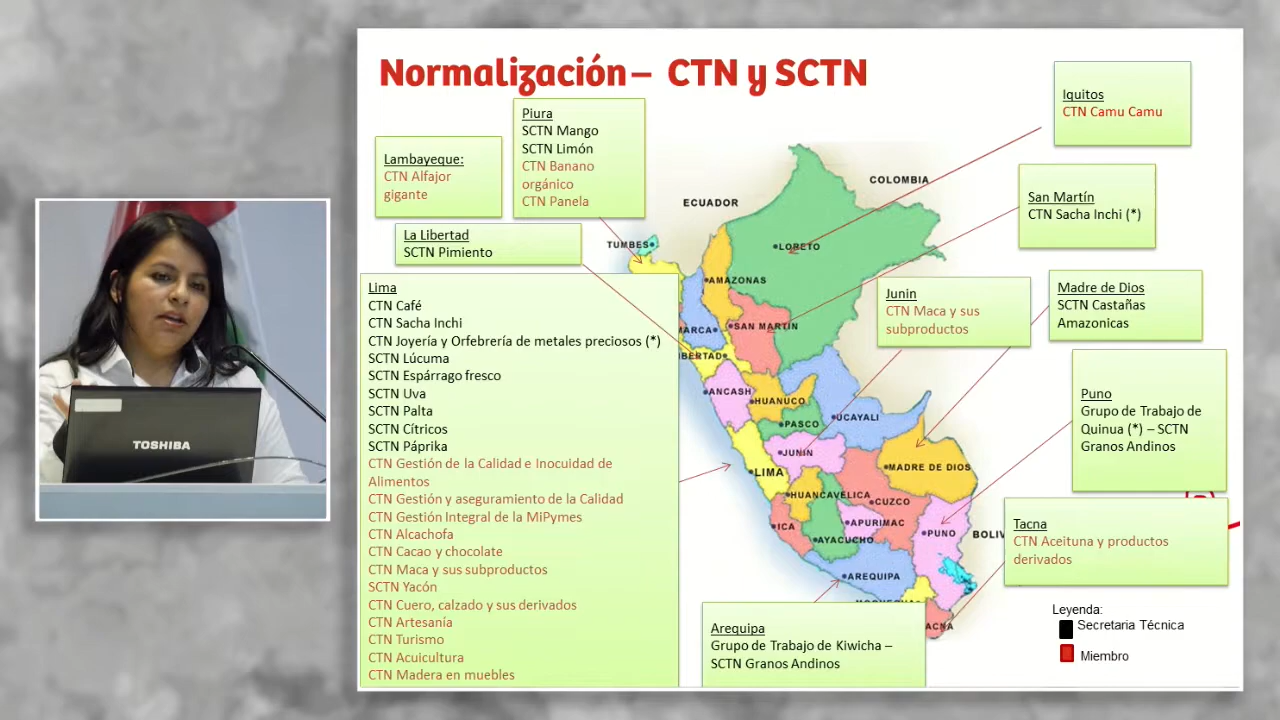 Normalización – CTN y SCTN
Iquitos
CTN Camu Camu
Piura
SCTN Mango
SCTN Limón
CTN Banano
orgánico
CTN Panela
Lambayeque:
CTN Alfajor
gigante
San Martín
CTN Sacha Inchi (*)
La Libertad
SCTN Pimiento
Lima
CTN Café
CTN Sacha Inchi
CTN Joyería y Orfebrería de metales preciosos (*)
SCTN Lúcuma
SCTN Espárrago fresco
SCTN Uva
SCTN Palta
SCTN Cítricos
SCTN Páprika
CTN Gestión de la Calidad e Inocuidad de
Alimentos
CTN Gestión y aseguramiento de la Calidad
CTN Gestión Integral de la MiPymes
CTN Alcachofa
CTN Cacao y chocolate
CTN Maca y sus subproductos
SCTN Yacón
CTN Cuero, calzado y sus derivados
CTN Artesanía
CTN Turismo
CTN Acuicultura
CTN Madera en muebles
Junin
CTN Maca y sus
subproductos
Madre de Dios
SCTN Castañas
Amazonicas
Puno
Grupo de Trabajo de
Quinua (*) – SCTN
Granos Andinos
Tacna
CTN Aceituna y productos
derivados
Arequipa
Grupo de Trabajo de Kiwicha –
SCTN Granos Andinos
Leyenda:
Secretaria Técnica
Miembro
COLOMBIA
ECUADOR
TUMBES
LORETO
AMAZONAS
MARCA
SAN MARTIN
IBERTAD
ANCASH
HUANUCO
UCAYALI
PASCO
JUNIN
LIMA
MADRE DE DIOS
HUANCAVELICA
CUZCO
ICA
APURIMAC
AYACUCHO
PUNO
BOLIV
AREQUIPA
ACNA
TOSHIBA